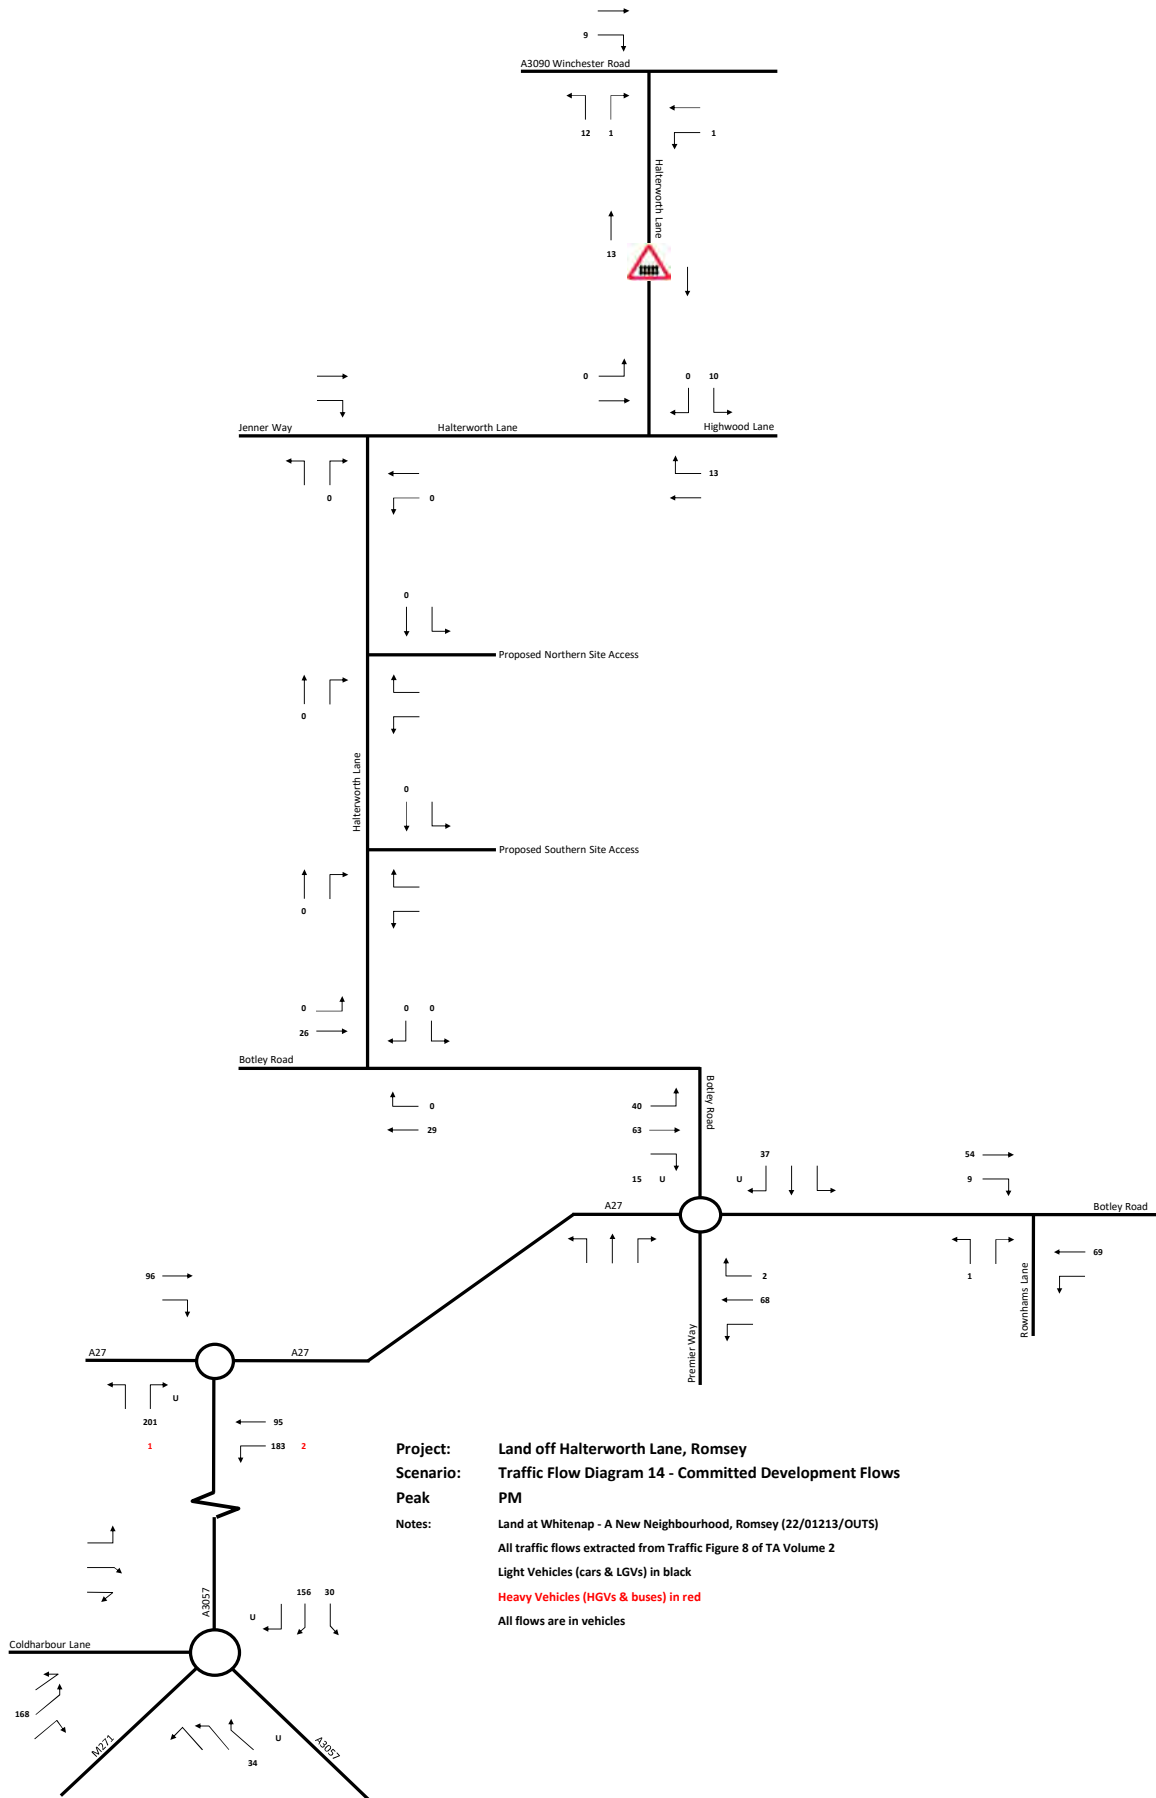 9
A3090 Winchester Road
12 1
1
Halterworth Lane
13
0
0 10
Jenner Way
Halterworth Lane
Highwood Lane
13
0
0
0
Proposed Northern Site Access
0
Halterworth Lane
0
Proposed Southern Site Access
0
0
0 0
26
Botley Road
Botley Road
0
29
40
63
15 U
U
37
54
9
A27
Botley Road
2
68
Premier Way
1
69
Rownhams Lane
96
A27
A27
U
201
1
95
183 2
Project: Land off Halterworth Lane, Romsey
Scenario: Traffic Flow Diagram 14 - Committed Development Flows
Peak PM
Notes: Land at Whitenap - A New Neighbourhood, Romsey (22/01213/OUTS)
All traffic flows extracted from Traffic Figure 8 of TA Volume 2
Light Vehicles (cars & LGVs) in black
Heavy Vehicles (HGVs & buses) in red
All flows are in vehicles
A3057
156 30
U
Coldharbour Lane
168
M271
A3057
U
34